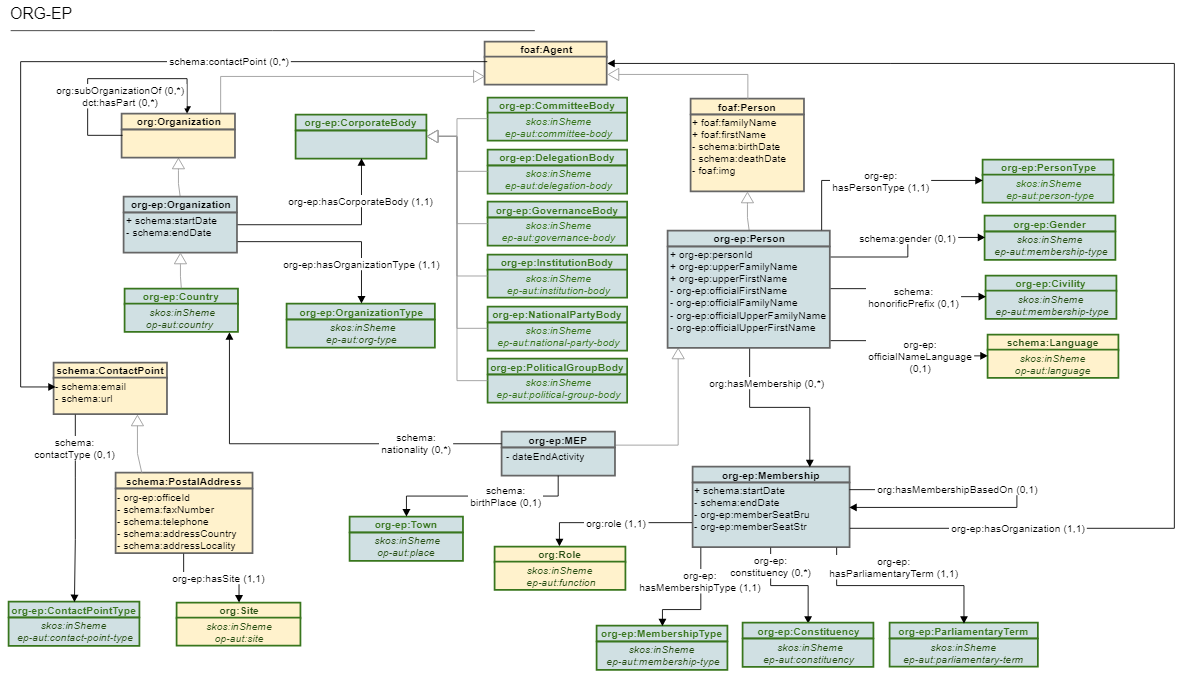 ORG-EP
foaf:Agent
schema:contactPoint (0,*)
org:subOrganizationOf (0,*)
dct:hasPart (0,*)
org:Organization
org-ep:CorporateBody
org-ep:CommitteeBody
skos:inSheme
ep-aut:committee-body
foaf:Person
+ foaf:familyName
+ foaf:firstName
- schema:birthDate
- schema:deathDate
- foaf:img
org-ep:DelegationBody
skos:inSheme
ep-aut:delegation-body
org-ep:
hasPersonType (1,1)
org-ep:PersonType
skos:inSheme
ep-aut:person-type
org-ep:Organization
+ schema:startDate
- schema:endDate
org-ep:hasCorporateBody (1,1)
org-ep:GovernanceBody
skos:inSheme
ep-aut:governance-body
org-ep:Person
+ org-ep:personId
+ org-ep:upperFamilyName
+ org-ep:upperFirstName
- org-ep:officialFirstName
- org-ep:officialFamilyName
- org-ep:officialUpperFamilyName
- org-ep:officialUpperFirstName
schema:gender (0,1)
org-ep:Gender
skos:inSheme
ep-aut:membership-type
org-ep:hasOrganizationType (1,1)
org-ep:InstitutionBody
skos:inSheme
ep-aut:institution-body
schema:
honorificPrefix (0,1)
org-ep:Civility
skos:inSheme
ep-aut:membership-type
org-ep:Country
skos:inSheme
op-aut:country
org-ep:OrganizationType
skos:inSheme
ep-aut:org-type
org-ep:NationalPartyBody
skos:inSheme
ep-aut:national-party-body
org-ep:
officialNameLanguage
(0,1)
schema:Language
skos:inSheme
op-aut:language
org-ep:PoliticalGroupBody
skos:inSheme
ep-aut:political-group-body
schema:ContactPoint
- schema:email
- schema:url
org:hasMembership (0,*)
schema:
contactType (0,1)
schema:
nationality (0,*)
org-ep:MEP
- dateEndActivity
schema:PostalAddress
- org-ep:officeId
- schema:faxNumber
- schema:telephone
- schema:addressCountry
- schema:addressLocality
schema:
birthPlace (0,1)
org-ep:Membership
+ schema:startDate
- schema:endDate
- org-ep:memberSeatBru
- org-ep:memberSeatStr
org:hasMembershipBasedOn (0,1)
org-ep:hasOrganization (1,1)
org-ep:Town
skos:inSheme
op-aut:place
org:role (1,1)
org:Role
skos:inSheme
ep-aut:function
org-ep:hasSite (1,1)
org-ep:
hasMembershipType (1,1)
org-ep:
constituency (0,*)
org-ep:
hasParliamentaryTerm (1,1)
org-ep:ContactPointType
skos:inSheme
ep-aut:contact-point-type
org:Site
skos:inSheme
op-aut:site
org-ep:MembershipType
skos:inSheme
ep-aut:membership-type
org-ep:Constituency
skos:inSheme
ep-aut:constituency
org-ep:ParliamentaryTerm
skos:inSheme
ep-aut:parliamentary-term